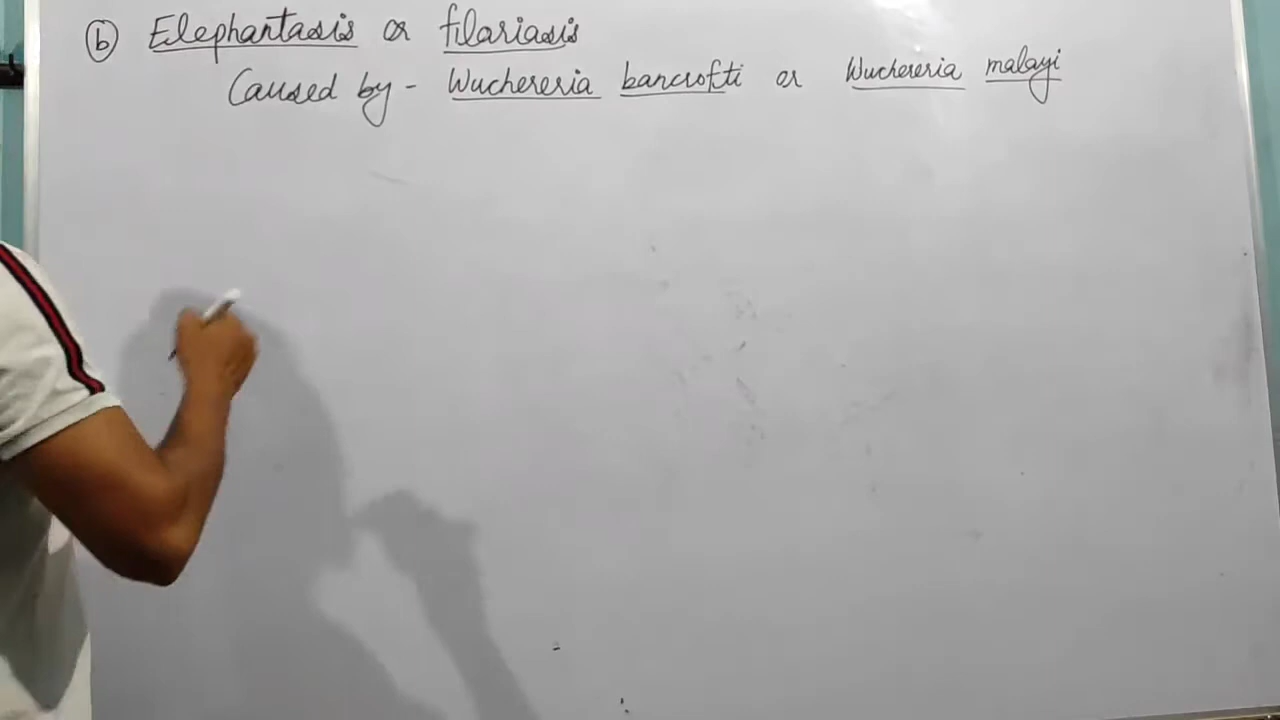 (b) Elephantasis or filariasis
Caused by - Wuchereria bancrofti or Wuchereria malayi